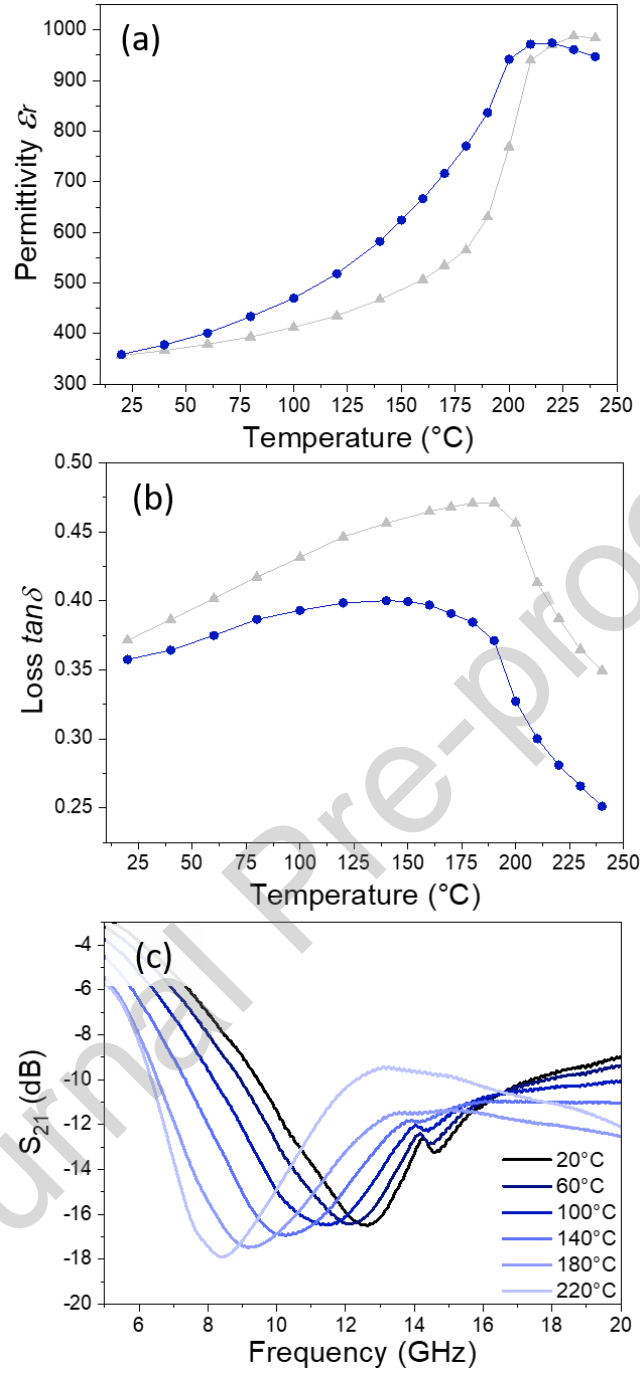 (a)
1000
900
800
700
600
500
400
300
Permittivity εr
25 50 75 100 125 150 175 200 225 250
Temperature (°C)
(b)
0.50
0.45
0.40
0.35
0.30
0.25
Loss tanδ
25 50 75 100 125 150 175 200 225 250
Temperature (°C)
(c)
-4
-6
-8
-10
-12
-14
-16
-18
-20
S21 (dB)
20°C
60°C
100°C
140°C
180°C
220°C
6 8 10 12 14 16 18 20
Frequency (GHz)
urnal Pre-proo